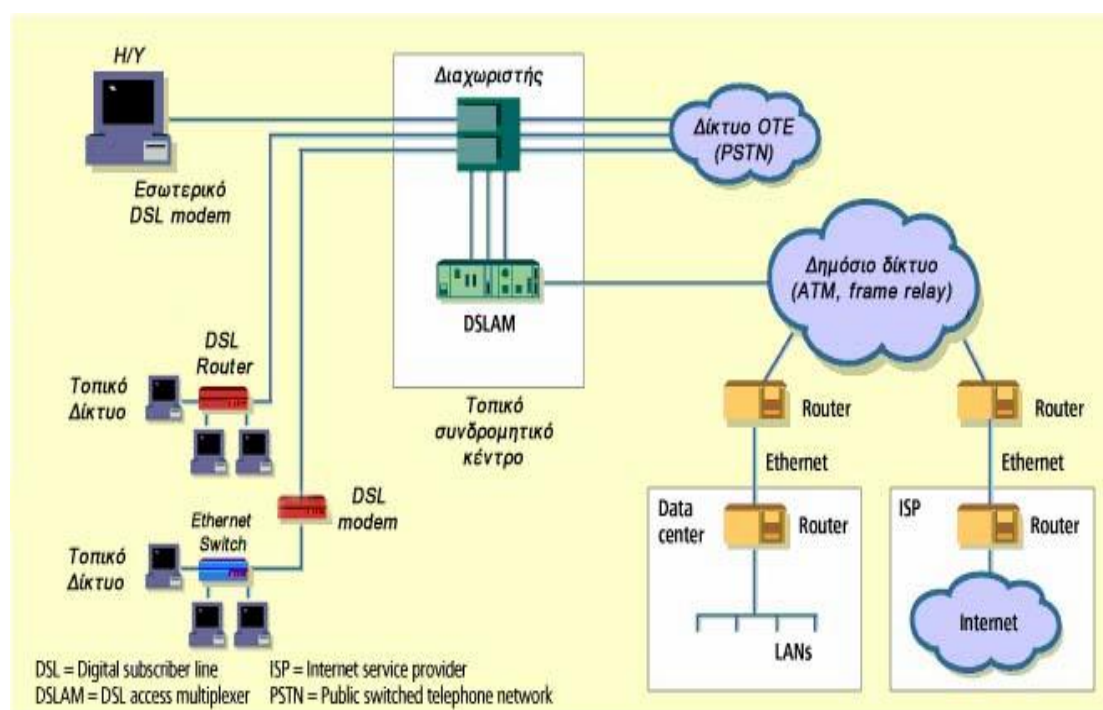 Η/Υ
Εσωτερικό
DSL modem
Διαχωριστής
Δίκτυο ΟΤΕ
(PSTN)
Δημόσιο δίκτυο
(ATM, frame relay)
DSLAM
Τοπικό
συνδρομητικό
κέντρο
DSL
Router
Τοπικό
Δίκτυο
DSL
modem
Ethernet
Switch
Τοπικό
Δίκτυο
Router
Router
Ethernet
Ethernet
Data
center
Router
LANs
ISP
Router
Internet
DSL = Digital subscriber line
ISP = Internet service provider
DSLAM = DSL access multiplexer
PSTN = Public switched telephone network